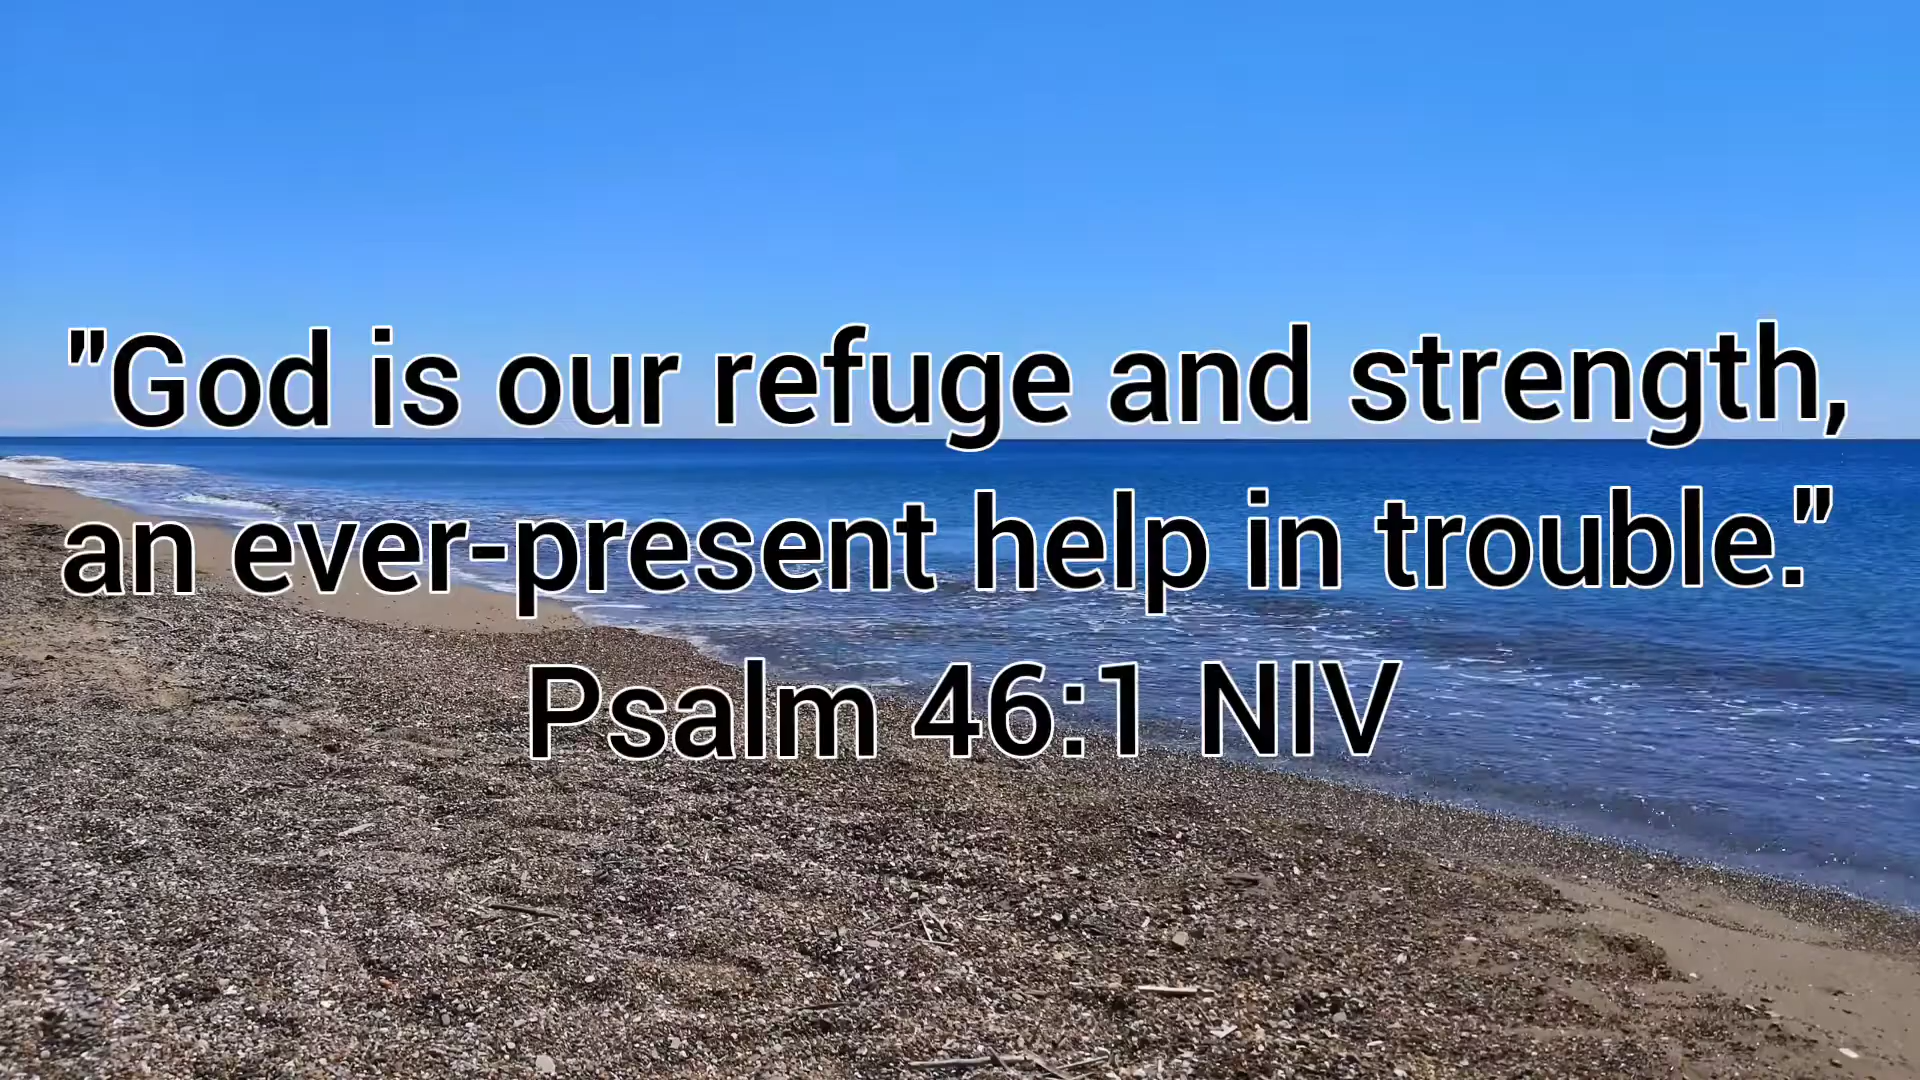 "God is our refuge and strength,
an ever-present help in trouble."
Psalm 46:1 NIV